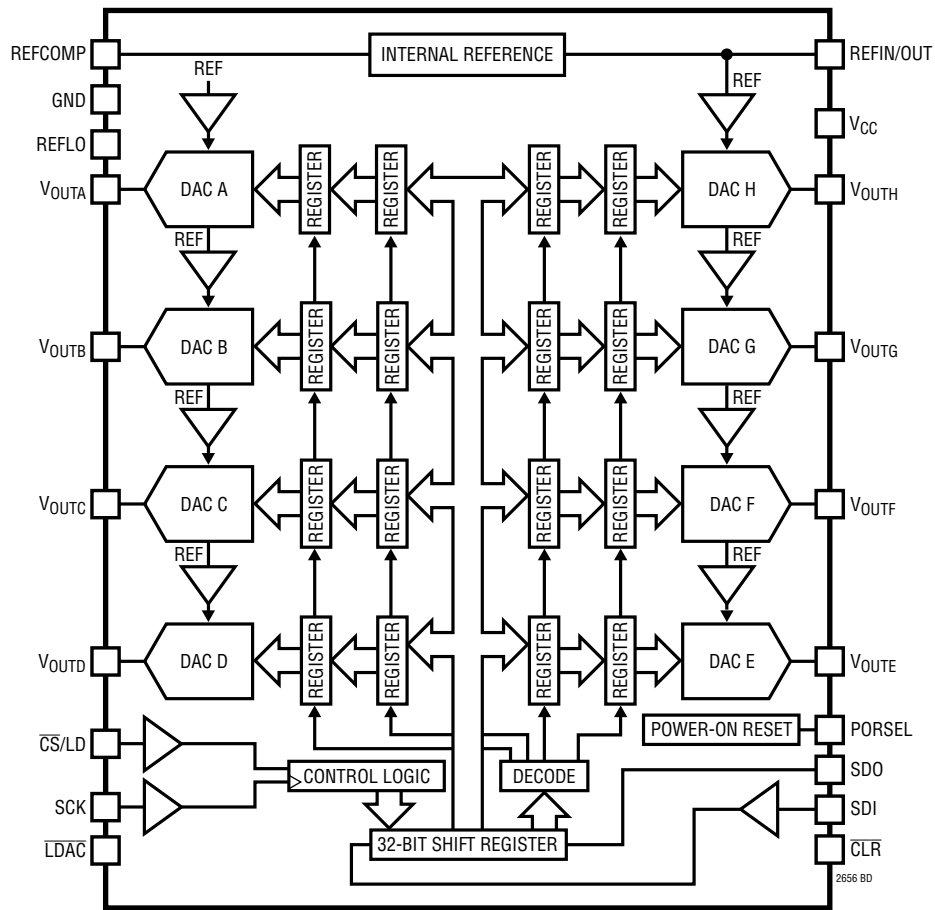 REFCOMP
INTERNAL REFERENCE
REFIN/OUT
REF
REF
GND
VCC
REFLO
VOUTA
DAC A
REGISTER
REGISTER
REGISTER
REGISTER
DAC H
VOUTH
REF
REF
VOUTB
DAC B
REGISTER
REGISTER
REGISTER
REGISTER
DAC G
VOUTG
REF
REF
VOUTC
DAC C
REGISTER
REGISTER
REGISTER
REGISTER
DAC F
VOUTF
REF
REF
VOUTD
DAC D
REGISTER
REGISTER
REGISTER
REGISTER
DAC E
VOUTE
CS/LD
POWER-ON RESET
PORSEL
CONTROL LOGIC
DECODE
SDO
SCK
SDI
LDAC
32-BIT SHIFT REGISTER
CLR
2656 BD